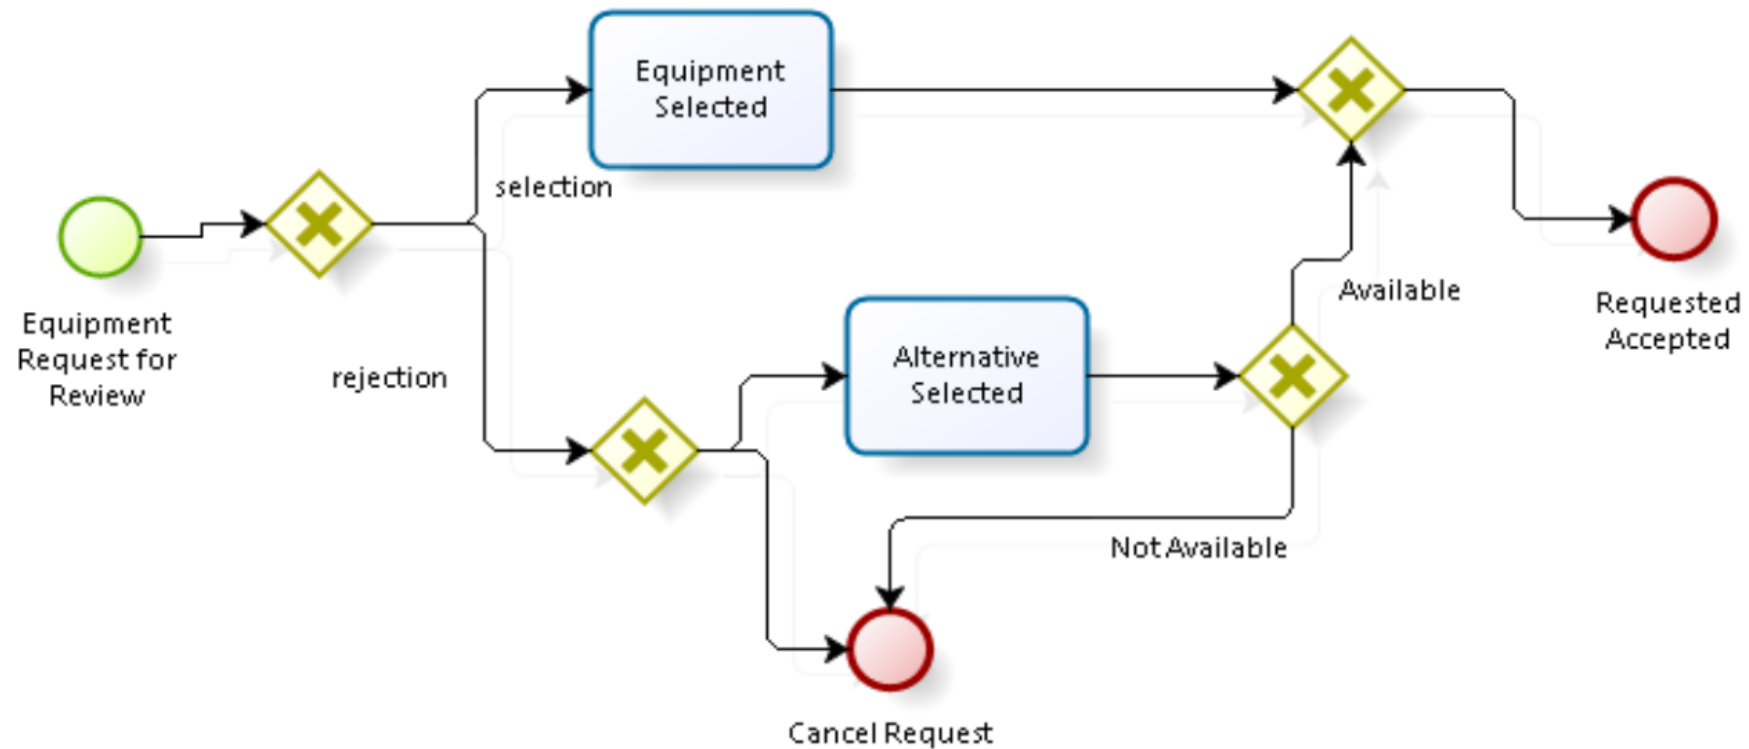 Equipment
Selected
selection
Equipment
Request for
Review
rejection
Alternative
Selected
Available
Requested
Accepted
Not Available
Cancel Request